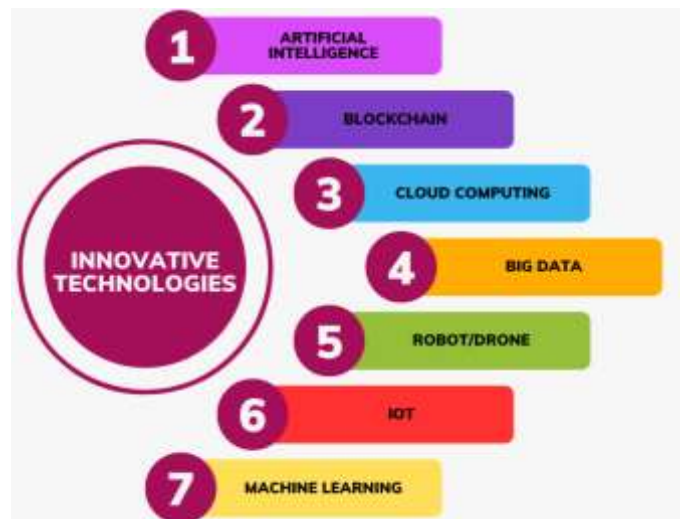 1
ARTIFICIAL
INTELLIGENCE
2
BLOCKCHAIN
3
CLOUD COMPUTING
INNOVATIVE
TECHNOLOGIES
4
BIG DATA
5
ROBOT/DRONE
6
IOT
7
MACHINE LEARNING